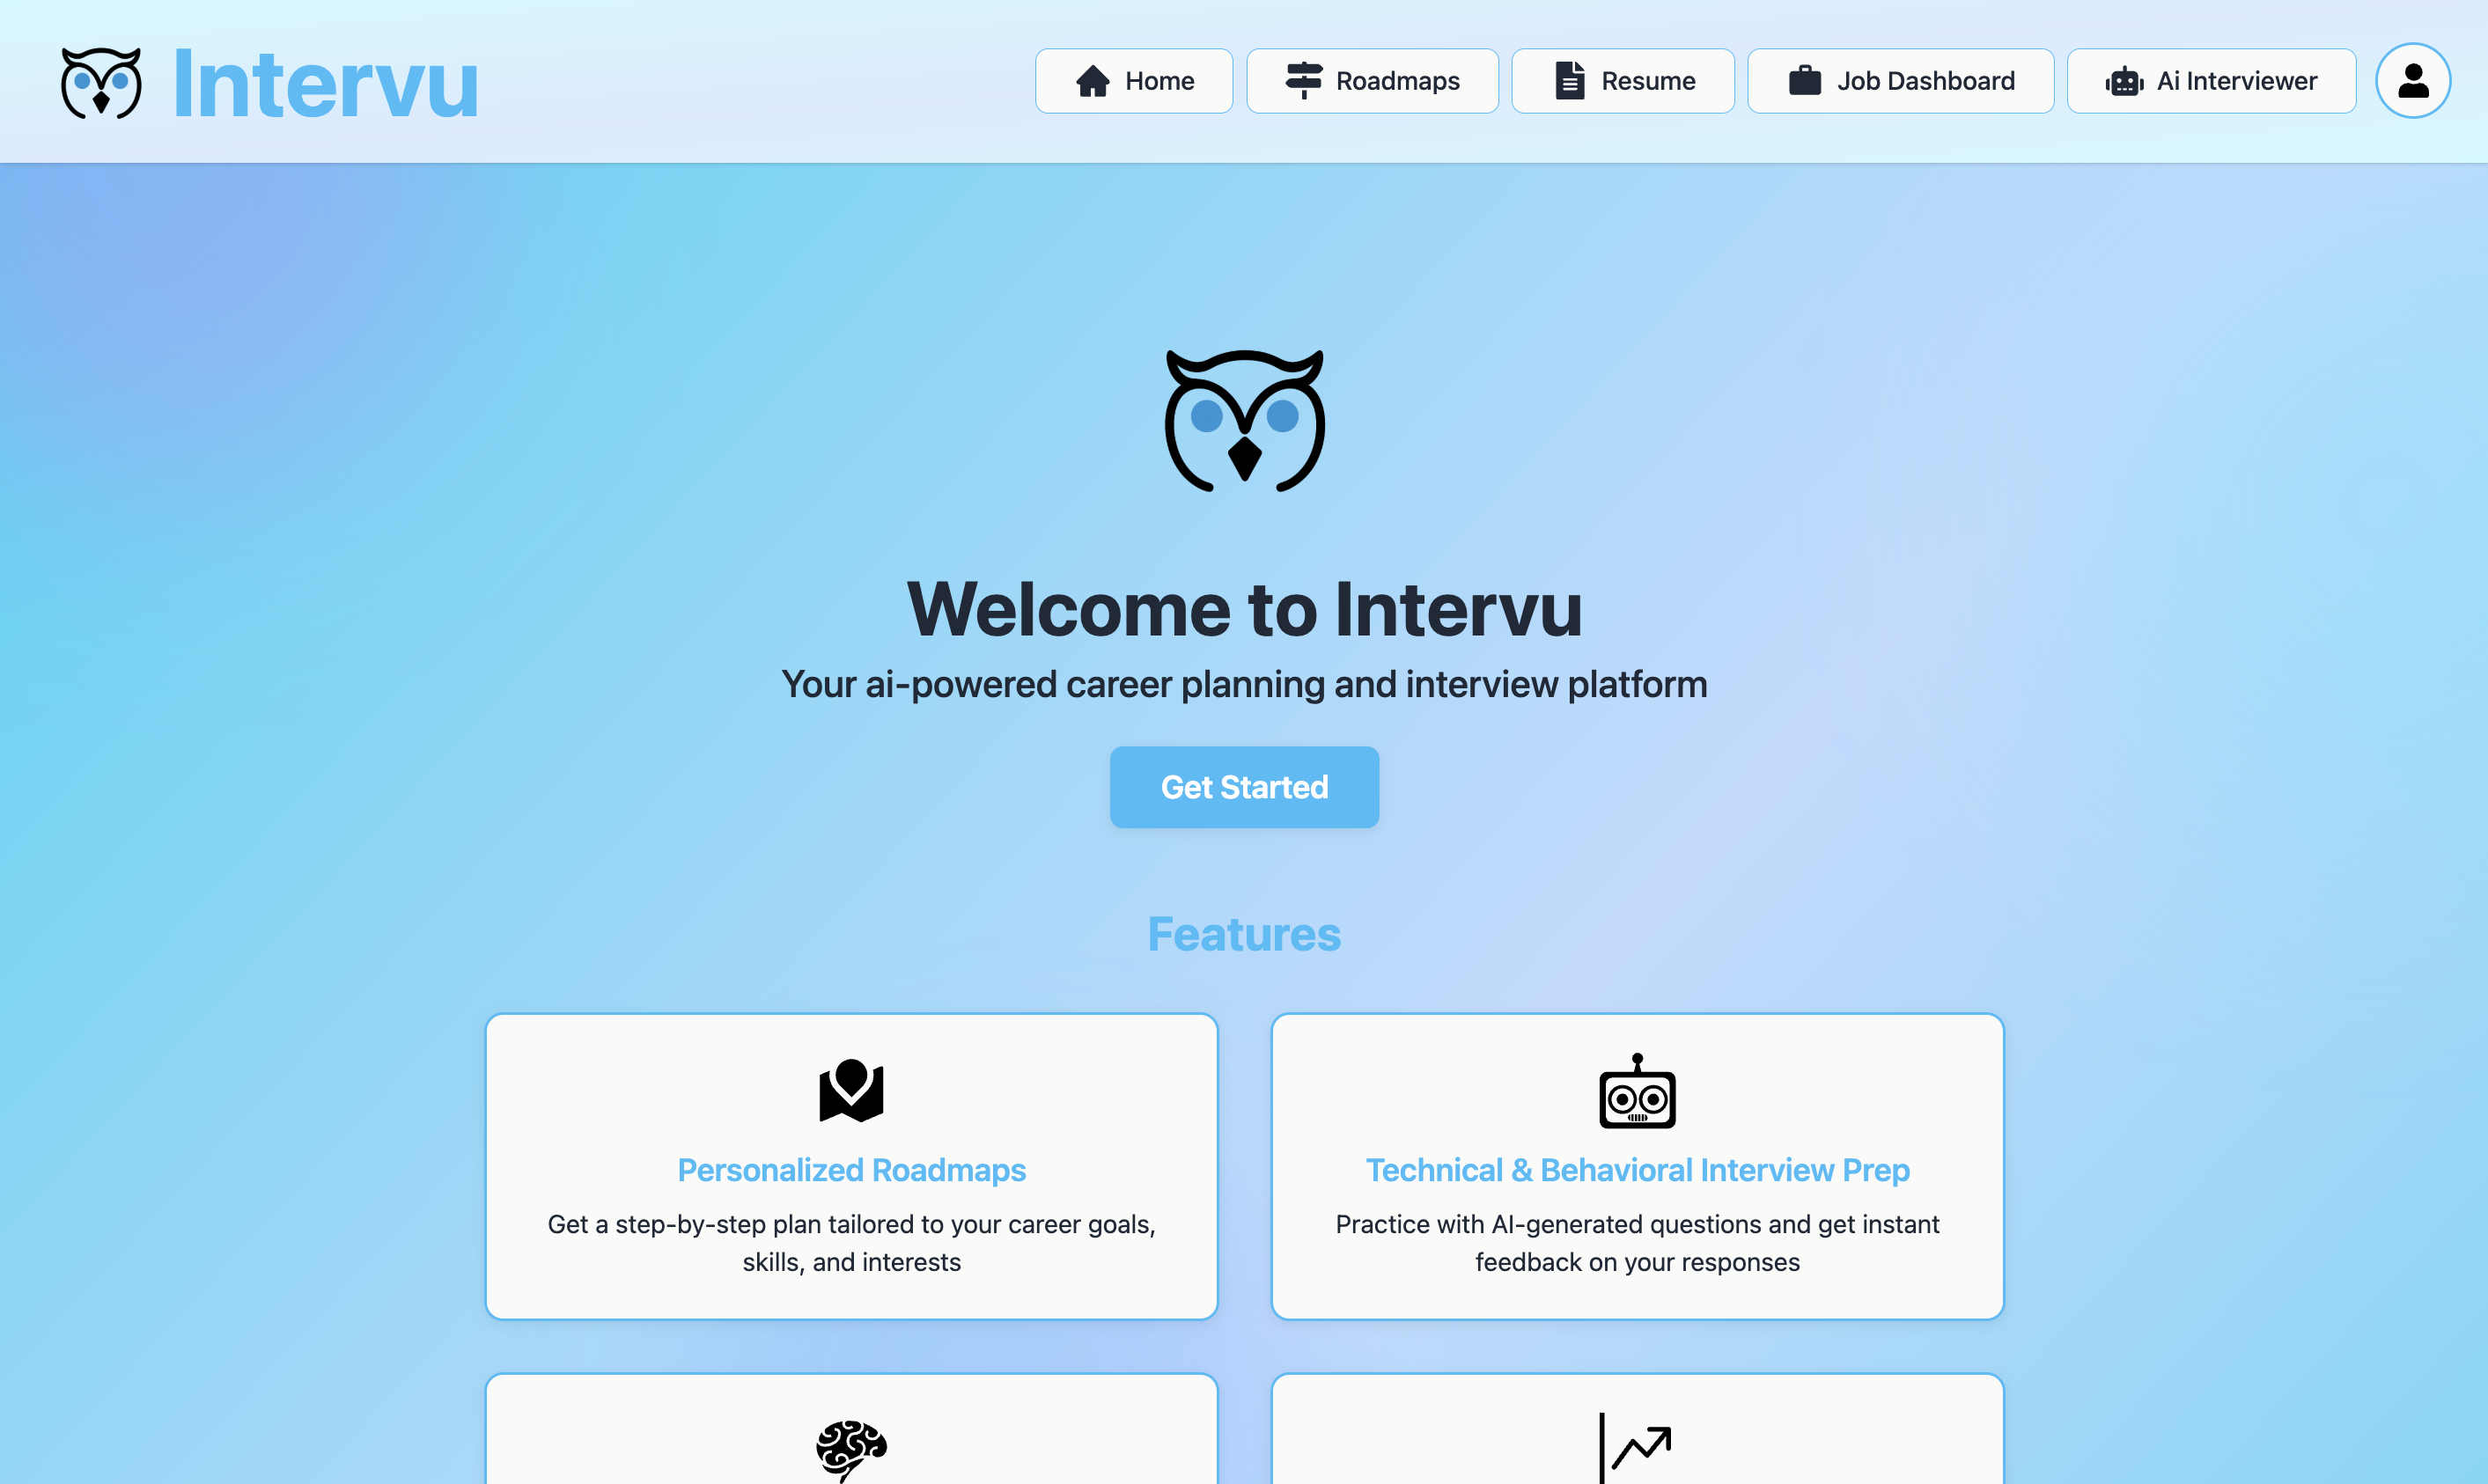 Intervu
Home
Roadmaps
Resume
Job Dashboard
Ai Interviewer
Welcome to Intervu
Your ai-powered career planning and interview platform
Get Started
Features
Personalized Roadmaps
Get a step-by-step plan tailored to your career goals,
skills, and interests
Technical & Behavioral Interview Prep
Practice with AI-generated questions and get instant
feedback on your responses